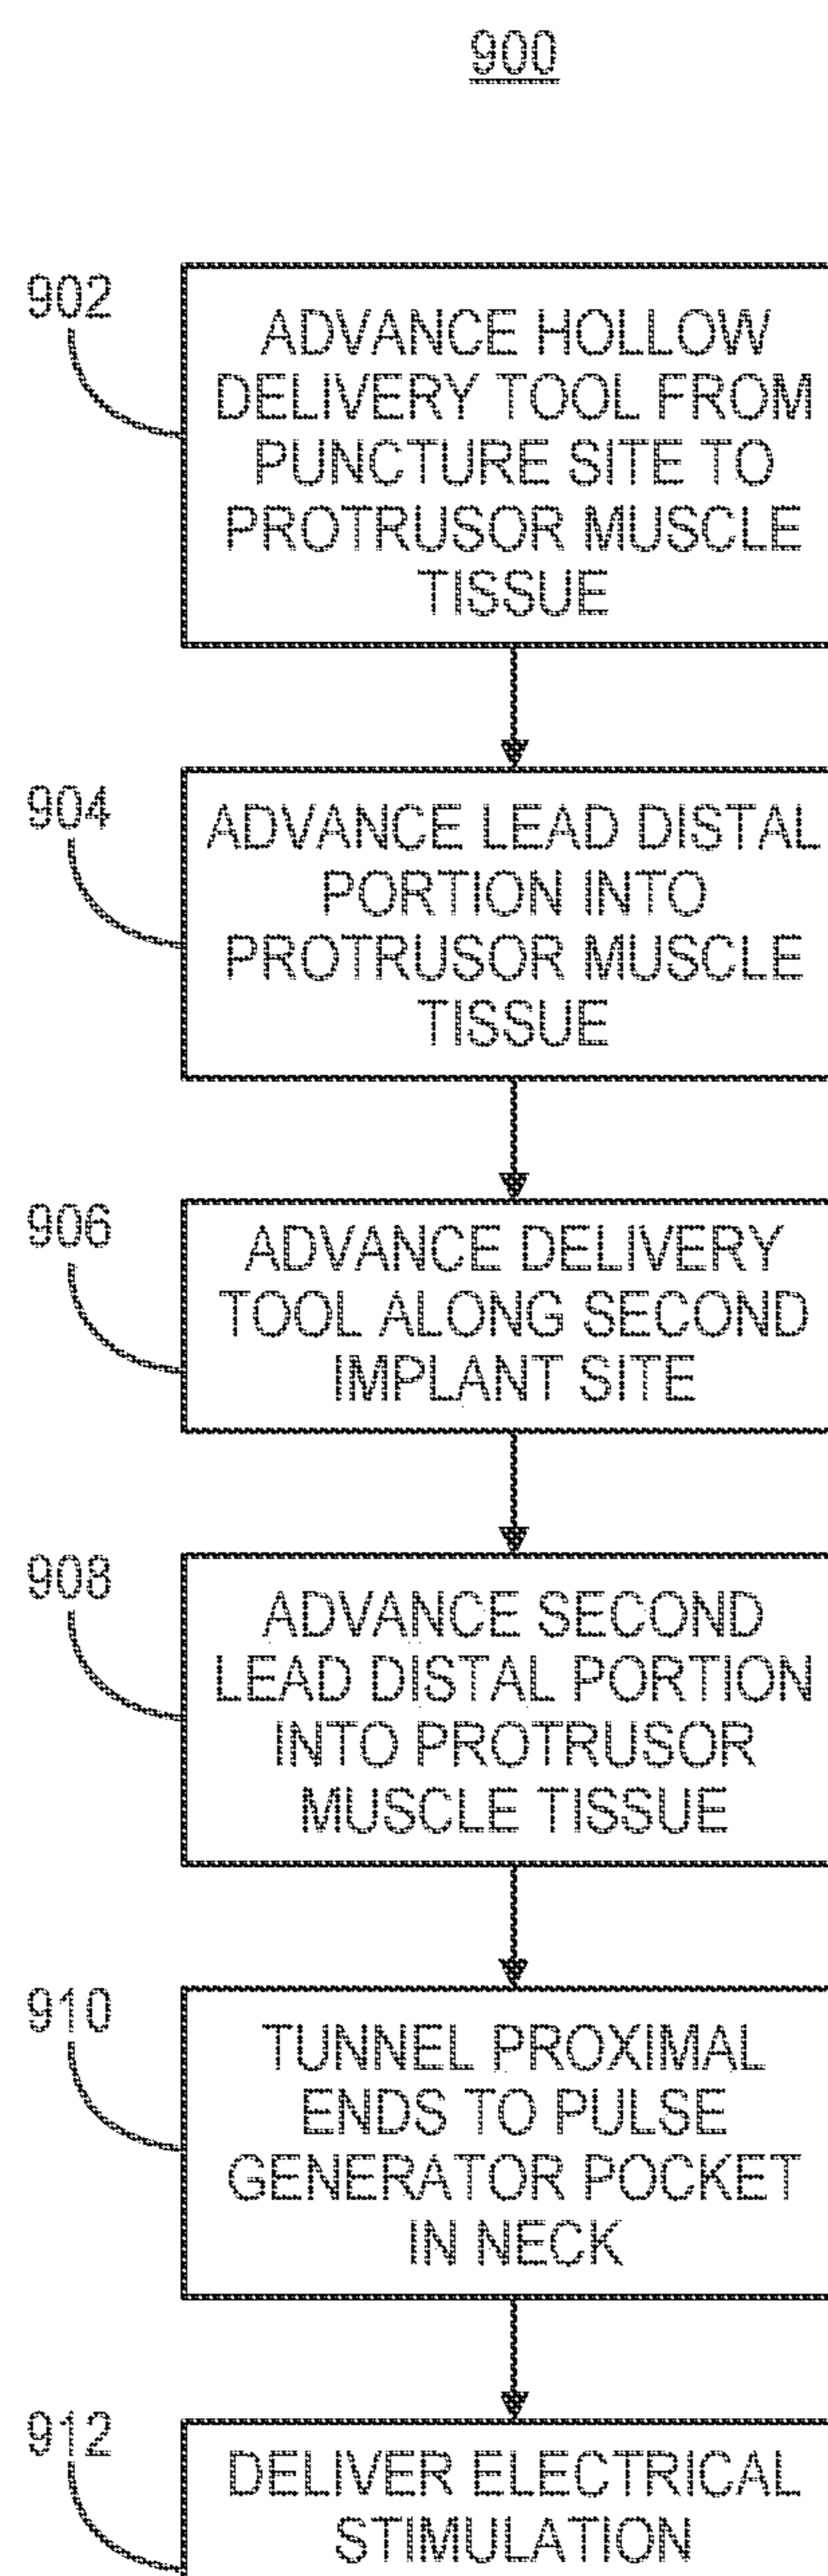 900
902
ADVANCE HOLLOW
DELIVERY TOOL FROM
PUNCTURE SITE TO
PROTRUSOR MUSCLE
TISSUE
904
ADVANCE LEAD DISTAL
PORTION INTO
PROTRUSOR MUSCLE
TISSUE
906
ADVANCE DELIVERY
TOOL ALONG SECOND
IMPLANT SITE
908
ADVANCE SECOND
LEAD DISTAL PORTION
INTO PROTRUSOR
MUSCLE TISSUE
910
TUNNEL PROXIMAL
ENDS TO PULSE
GENERATOR POCKET
IN NECK
912
DELIVER ELECTRICAL
STIMULATION